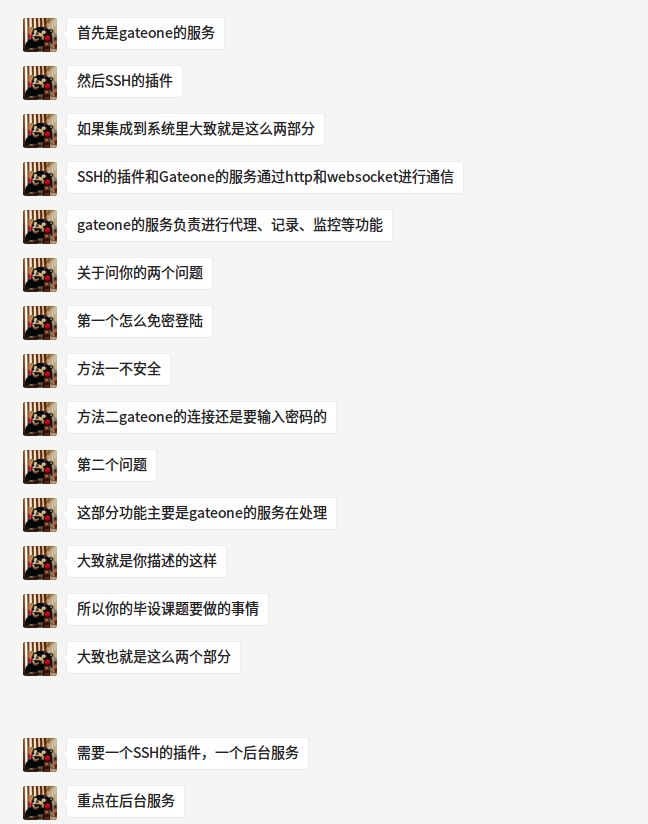 首先是gateone的服务
然后SSH的插件
如果集成到系统里大致就是这么两部分
SSH的插件和Gateone的服务通过http和websocket进行通信
gateone的服务负责进行代理、记录、监控等功能
关于问你的两个问题
第一个怎么免密登陆
方法一不安全
方法二gateone的连接还是要输入密码的
第二个问题
这部分功能主要是gateone的服务在处理
大致就是你描述的这样
所以你的毕设课题要做的事情
大致也就是这么两个部分
需要一个SSH的插件，一个后台服务
重点在后台服务